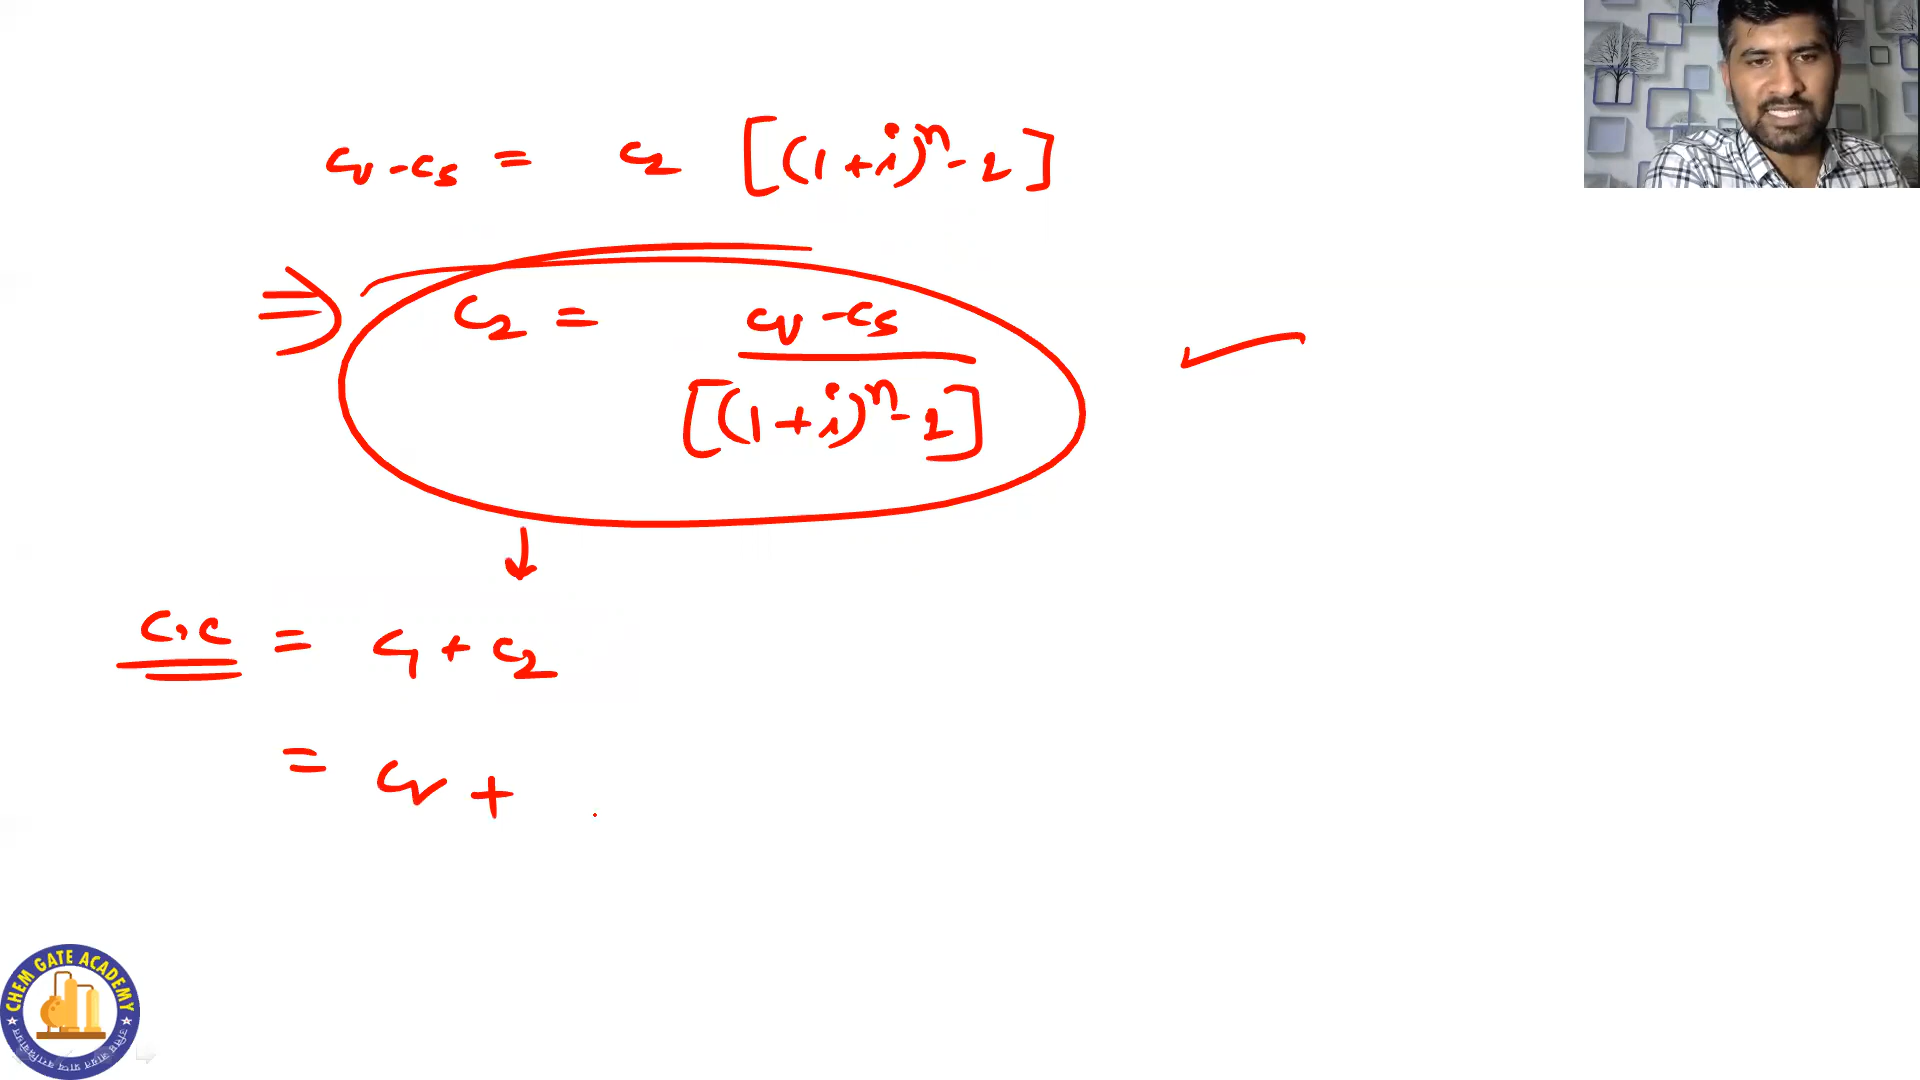 cv - cs = c2 [(1+i)^n - 1]
⇒ c2 = cv - cs / [(1+i)^n - 1]
↓
c.c = c1 + c2
= cv +
CHEM GATE ACADEMY